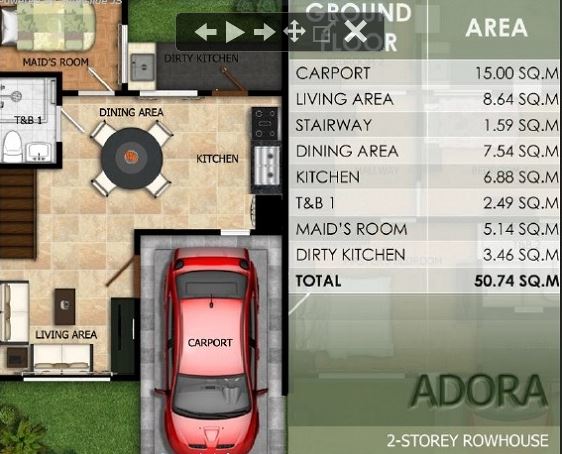 MAID'S ROOM
DIRTY KITCHEN
T&B 1
DINING AREA
KITCHEN
CARPORT
LIVING AREA
GROUND
AREA
CARPORT 15.00 SQ.M
LIVING AREA 8.64 SQ.M
STAIRWAY 1.59 SQ.M
DINING AREA 7.54 SQ.M
KITCHEN 6.88 SQ.M
T&B 1 2.49 SQ.M
MAID'S ROOM 5.14 SQ.M
DIRTY KITCHEN 3.46 SQ.M
TOTAL 50.74 SQ.M
ADORA
2-STOREY ROWHOUSE